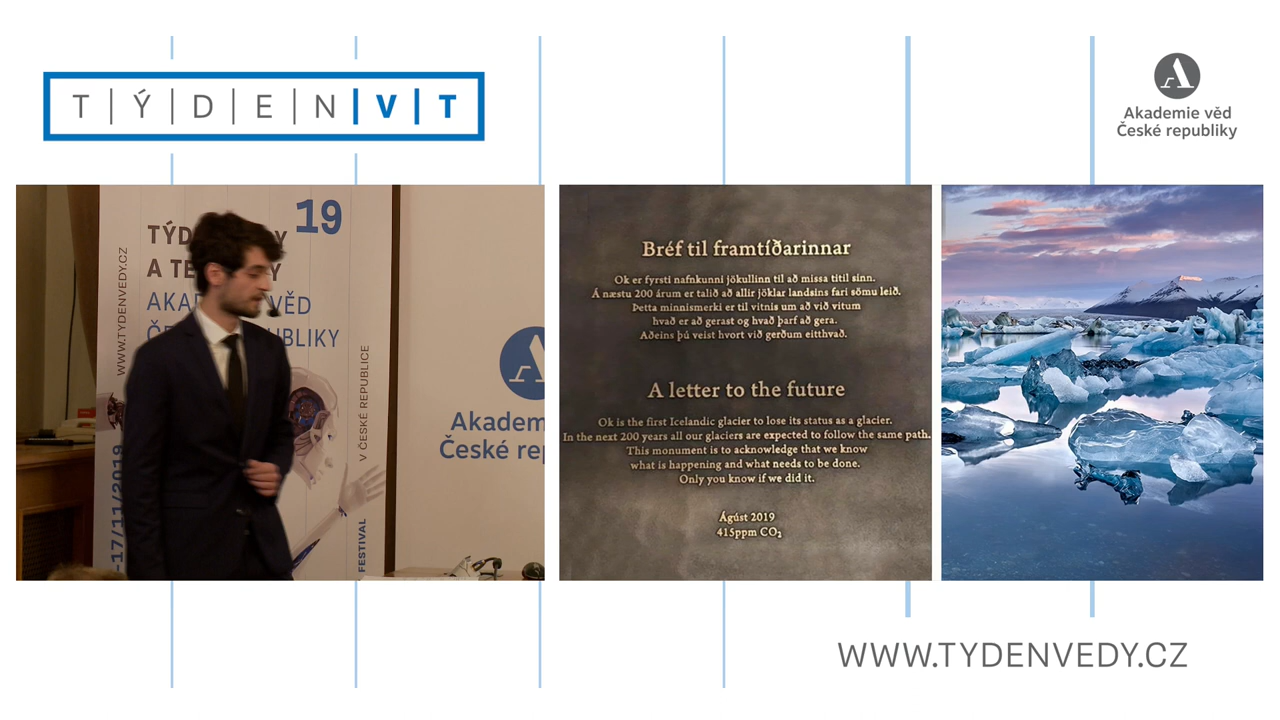 T|Ý|D|E|N|V|T
Akademie věd
České republiky
19
WWW.TYDENVEDY.CZ
V ČESKÉ REPUBLICE
-17/11/2019
FESTIVAL
Akadem
České rep
Bréf til framtíðarinnar
Ok er fyrsti nafnkunni jökullinn til að missa titil sinn.
Á næstu 200 árum er talið að allir jöklar landsins fari sömu leið.
Þetta minnismerki er til vitnis um að við vitum
hvað er að gerast og hvað þarf að gera.
Aðeins þú veist hvort við gerðum eitthvað.
A letter to the future
Ok is the first Icelandic glacier to lose its status as a glacier.
In the next 200 years all our glaciers are expected to follow the same path.
This monument is to acknowledge that we know
what is happening and what needs to be done.
Only you know if we did it.
Ágúst 2019
415ppm CO₂
WWW.TYDENVEDY.CZ